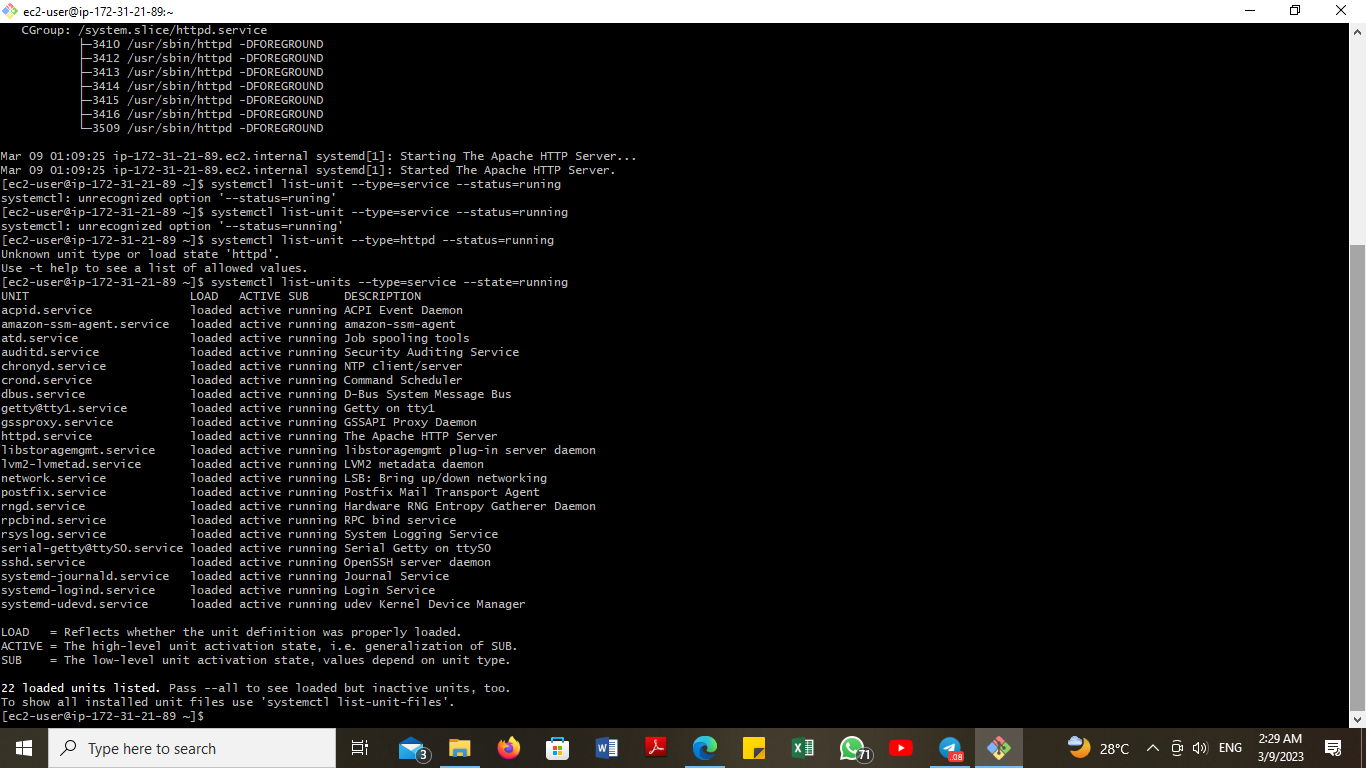 ec2-user@ip-172-31-21-89:~
CGroup: /system.slice/httpd.service
├─3410 /usr/sbin/httpd -DFOREGROUND
├─3412 /usr/sbin/httpd -DFOREGROUND
├─3413 /usr/sbin/httpd -DFOREGROUND
├─3414 /usr/sbin/httpd -DFOREGROUND
├─3415 /usr/sbin/httpd -DFOREGROUND
├─3416 /usr/sbin/httpd -DFOREGROUND
└─3509 /usr/sbin/httpd -DFOREGROUND
Mar 09 01:09:25 ip-172-31-21-89.ec2.internal systemd[1]: Starting The Apache HTTP Server...
Mar 09 01:09:25 ip-172-31-21-89.ec2.internal systemd[1]: Started The Apache HTTP Server.
[ec2-user@ip-172-31-21-89 ~]$ systemctl list-unit --type=service --status=runing
systemctl: unrecognized option '--status=runing'
[ec2-user@ip-172-31-21-89 ~]$ systemctl list-unit --type=service --status=running
systemctl: unrecognized option '--status=running'
[ec2-user@ip-172-31-21-89 ~]$ systemctl list-unit --type=httpd --status=running
Unknown unit type or load state 'httpd'.
Use -t help to see a list of allowed values.
[ec2-user@ip-172-31-21-89 ~]$ systemctl list-units --type=service --state=running
UNIT LOAD ACTIVE SUB DESCRIPTION
acpid.service loaded active running ACPI Event Daemon
amazon-ssm-agent.service loaded active running amazon-ssm-agent
atd.service loaded active running Job spooling tools
auditd.service loaded active running Security Auditing Service
chronyd.service loaded active running NTP client/server
crond.service loaded active running Command Scheduler
dbus.service loaded active running D-Bus System Message Bus
getty@tty1.service loaded active running Getty on tty1
gssproxy.service loaded active running GSSAPI Proxy Daemon
httpd.service loaded active running The Apache HTTP Server
libstoragemgmt.service loaded active running libstoragemgmt plug-in server daemon
lvm2-lvmetad.service loaded active running LVM2 metadata daemon
network.service loaded active running LSB: Bring up/down networking
postfix.service loaded active running Postfix Mail Transport Agent
rngd.service loaded active running Hardware RNG Entropy Gatherer Daemon
rpcbind.service loaded active running RPC bind service
rsyslog.service loaded active running System Logging Service
serial-getty@ttyS0.service loaded active running Serial Getty on ttyS0
sshd.service loaded active running OpenSSH server daemon
systemd-journald.service loaded active running Journal Service
systemd-logind.service loaded active running Login Service
systemd-udevd.service loaded active running udev Kernel Device Manager
LOAD = Reflects whether the unit definition was properly loaded.
ACTIVE = The high-level unit activation state, i.e. generalization of SUB.
SUB = The low-level unit activation state, values depend on unit type.
22 loaded units listed. Pass --all to see loaded but inactive units, too.
To show all installed unit files use 'systemctl list-unit-files'.
[ec2-user@ip-172-31-21-89 ~]$
Type here to search
3
71
.08
28°C
ENG
2:29 AM
3/9/2023